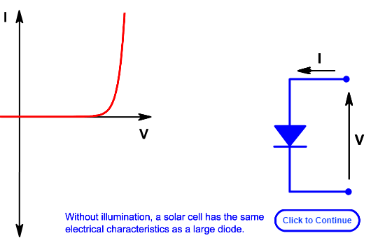 I
V
I
V
Without illumination, a solar cell has the same
electrical characteristics as a large diode.
Click to Continue